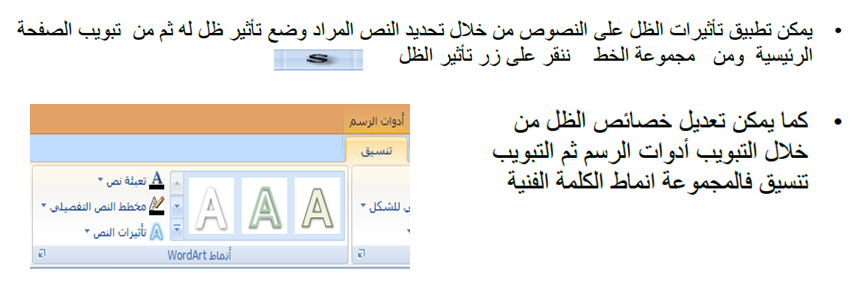 • يمكن تطبيق تأثيرات الظل على النصوص من خلال تحديد النص المراد وضع تأثير ظل له ثم من تبويب الصفحة
الرئيسية ومن مجموعة الخط ننقر على زر تأثير الظل S
• كما يمكن تعديل خصائص الظل من
خلال التبويب أدوات الرسم ثم التبويب
تنسيق فالمجموعة انماط الكلمة الفنية
أدوات الرسم
تنسيق
ي للشكل
A A A
تعبئة نص
مخطط النص التفصيلي
تأثيرات النص
أنماط WordArt